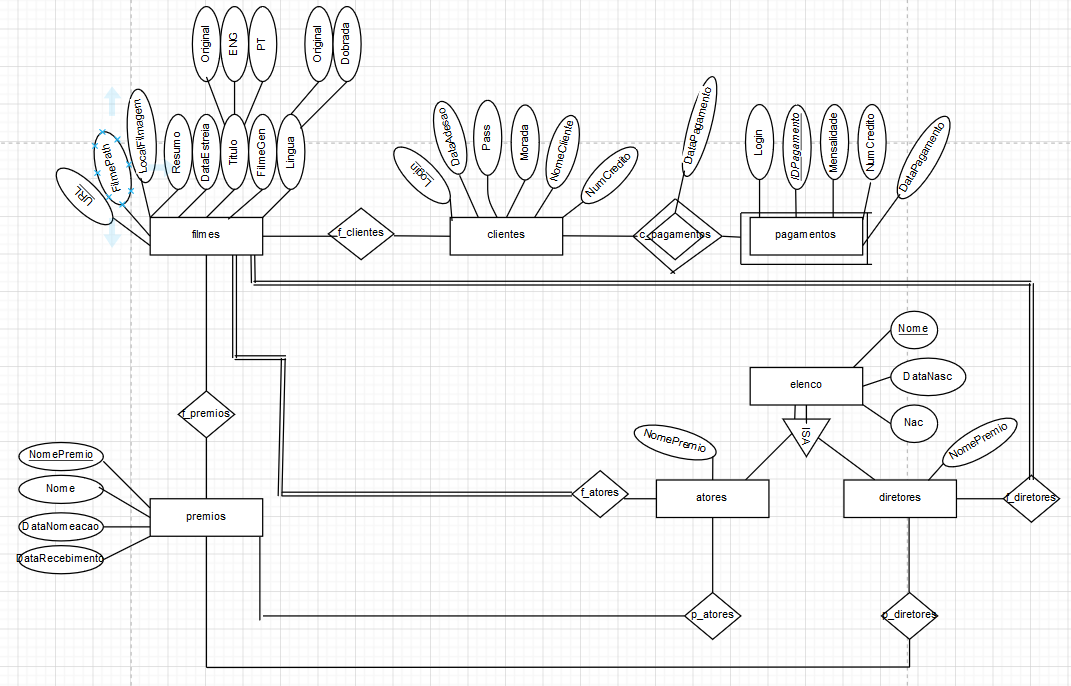 Original
ENG
PT
Original
Dobrada
URL
FilmePath
LocalFilmagem
Resumo
DataEstreia
Titulo
FilmeGen
Lingua
Login
DataAdesao
Pass
Morada
NomeCliente
NumCredito
DataPagamento
Login
IDPagamento
Mensalidade
NumCredito
DataPagamento
filmes
f_clientes
clientes
c_pagamentos
pagamentos
Nome
elenco
DataNasc
Nac
f_premios
ISA
NomePremio
NomePremio
NomePremio
Nome
DataNomeacao
DataRecebimento
premios
f_atores
atores
diretores
f_diretores
p_atores
p_diretores